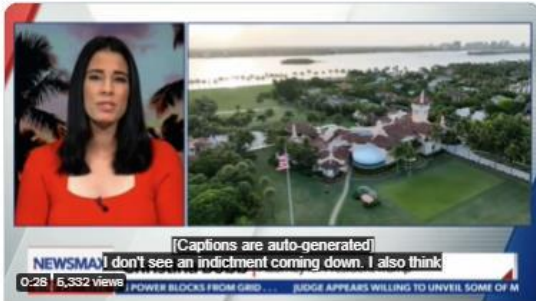 [Captions are auto-generated]
NEWSMAX
I don't see an indictment coming down. I also think
0:28
5,332 views
POWER BLOCKS FROM GRID...
JUDGE APPEARS WILLING TO UNVEIL SOME OF M